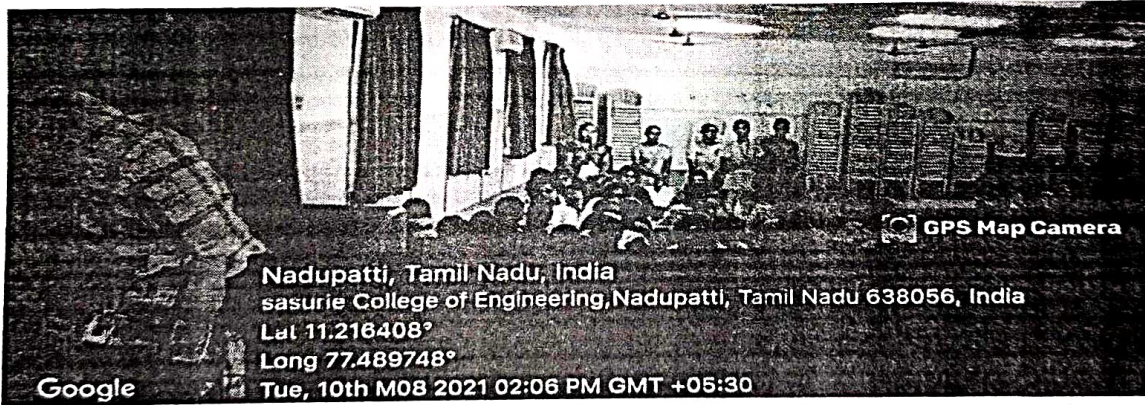 GPS Map Camera
Nadupatti, Tamil Nadu, India
sasurie College of Engineering,Nadupatti, Tamil Nadu 638056, India
Lat 11.216408°
Long 77.489748°
Google
Tue, 10th M08 2021 02:06 PM GMT +05:30